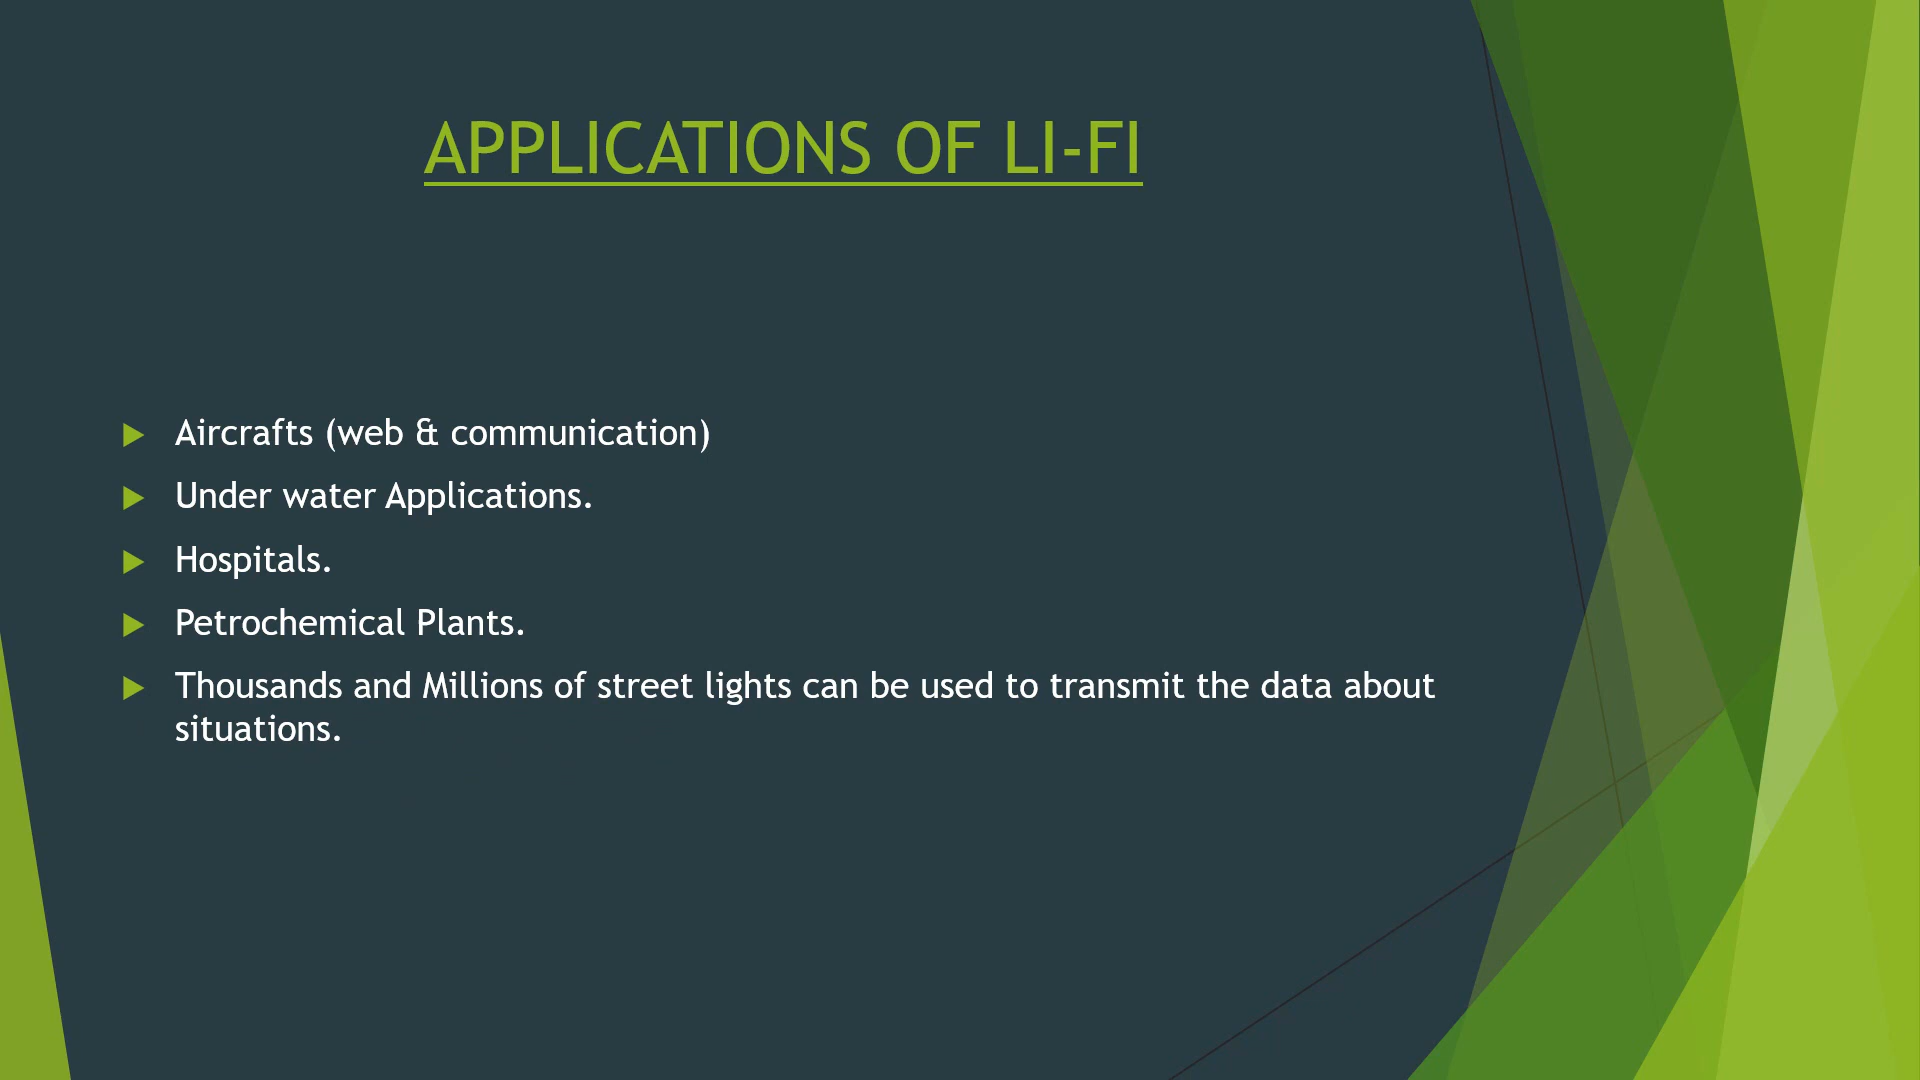 APPLICATIONS OF LI-FI
Aircrafts (web & communication)
Under water Applications.
Hospitals.
Petrochemical Plants.
Thousands and Millions of street lights can be used to transmit the data about
situations.